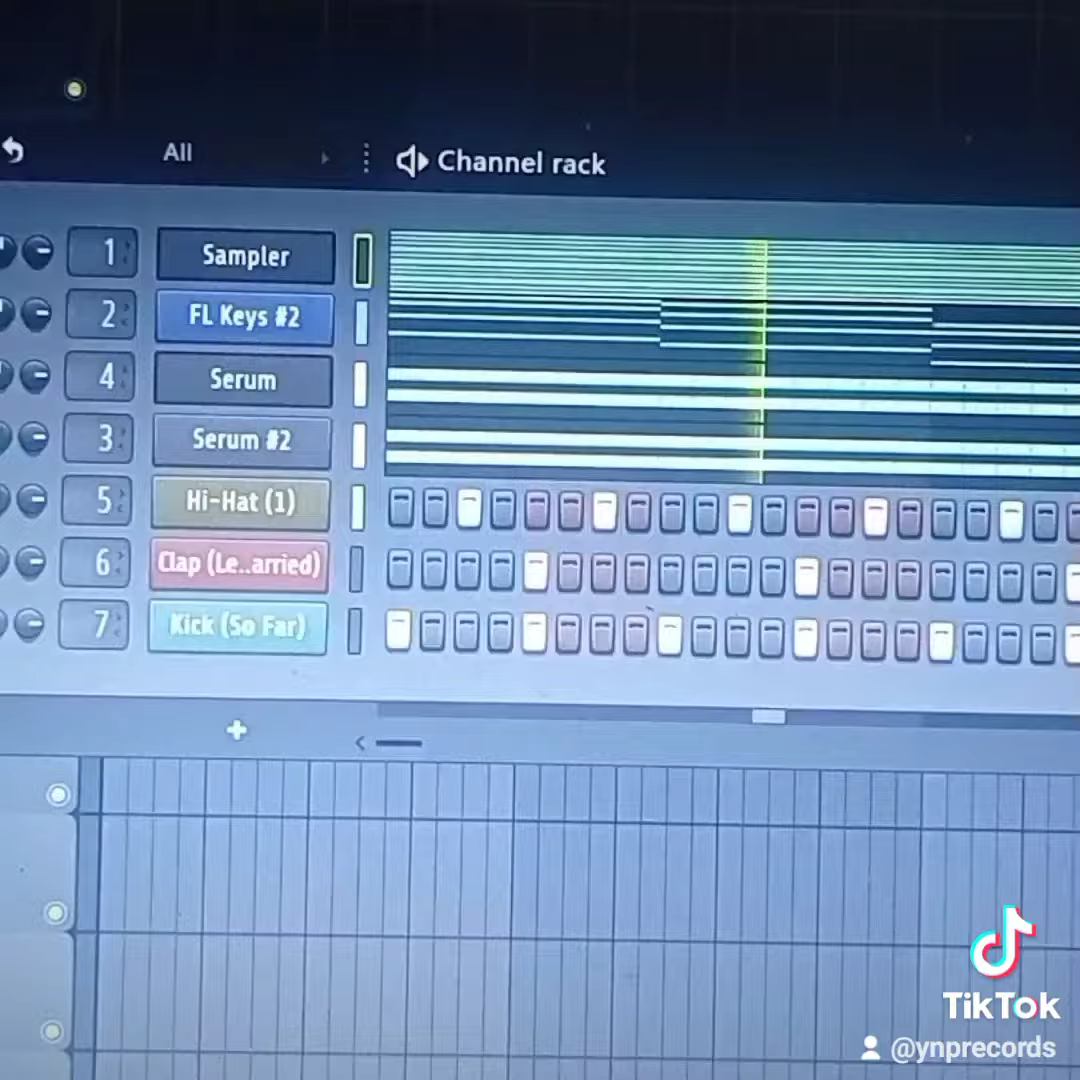 All
Channel rack
1 Sampler
2 FL Keys #2
4 Serum
3 Serum #2
5 Hi-Hat (1)
6 Clap (Le..arried)
7 Kick (So Far)
TikTok
@ynprecords